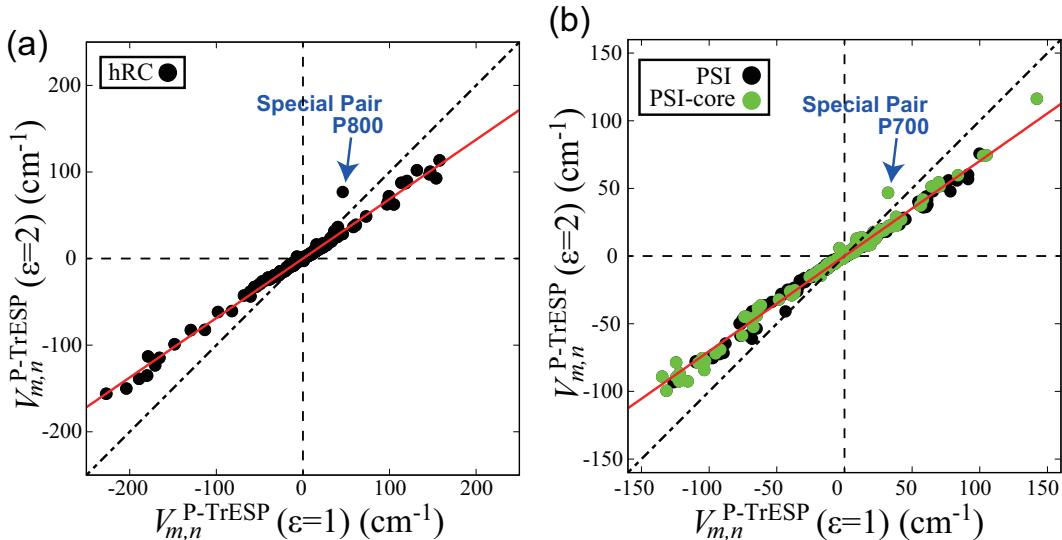 (a)
hRC
Special Pair
P800
200
100
0
-100
-200
-200
-100
0
100
200
V_{m,n}^{P-TrESP} (ε=2) (cm⁻¹)
V_{m,n}^{P-TrESP} (ε=1) (cm⁻¹)
(b)
PSI
PSI-core
Special Pair
P700
150
100
50
0
-50
-100
-150
-150
-100
-50
0
50
100
150
V_{m,n}^{P-TrESP} (ε=2) (cm⁻¹)
V_{m,n}^{P-TrESP} (ε=1) (cm⁻¹)